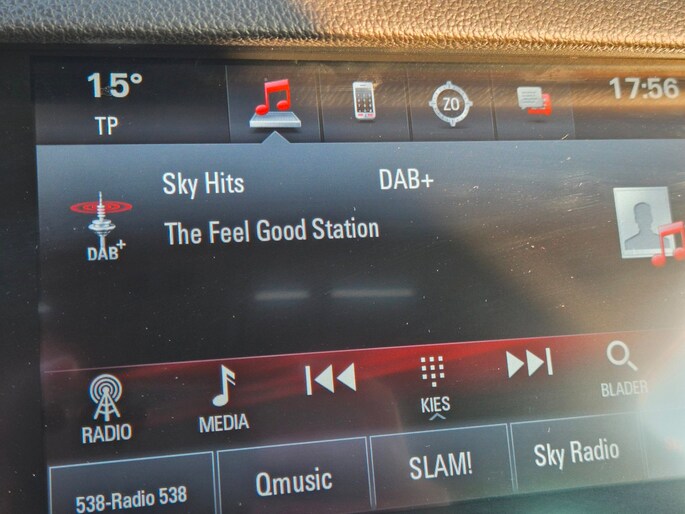 15° ZO 17:56
TP
Sky Hits DAB+
DAB+ The Feel Good Station
RADIO MEDIA KIES BLADER
538-Radio 538 Qmusic SLAM! Sky Radio